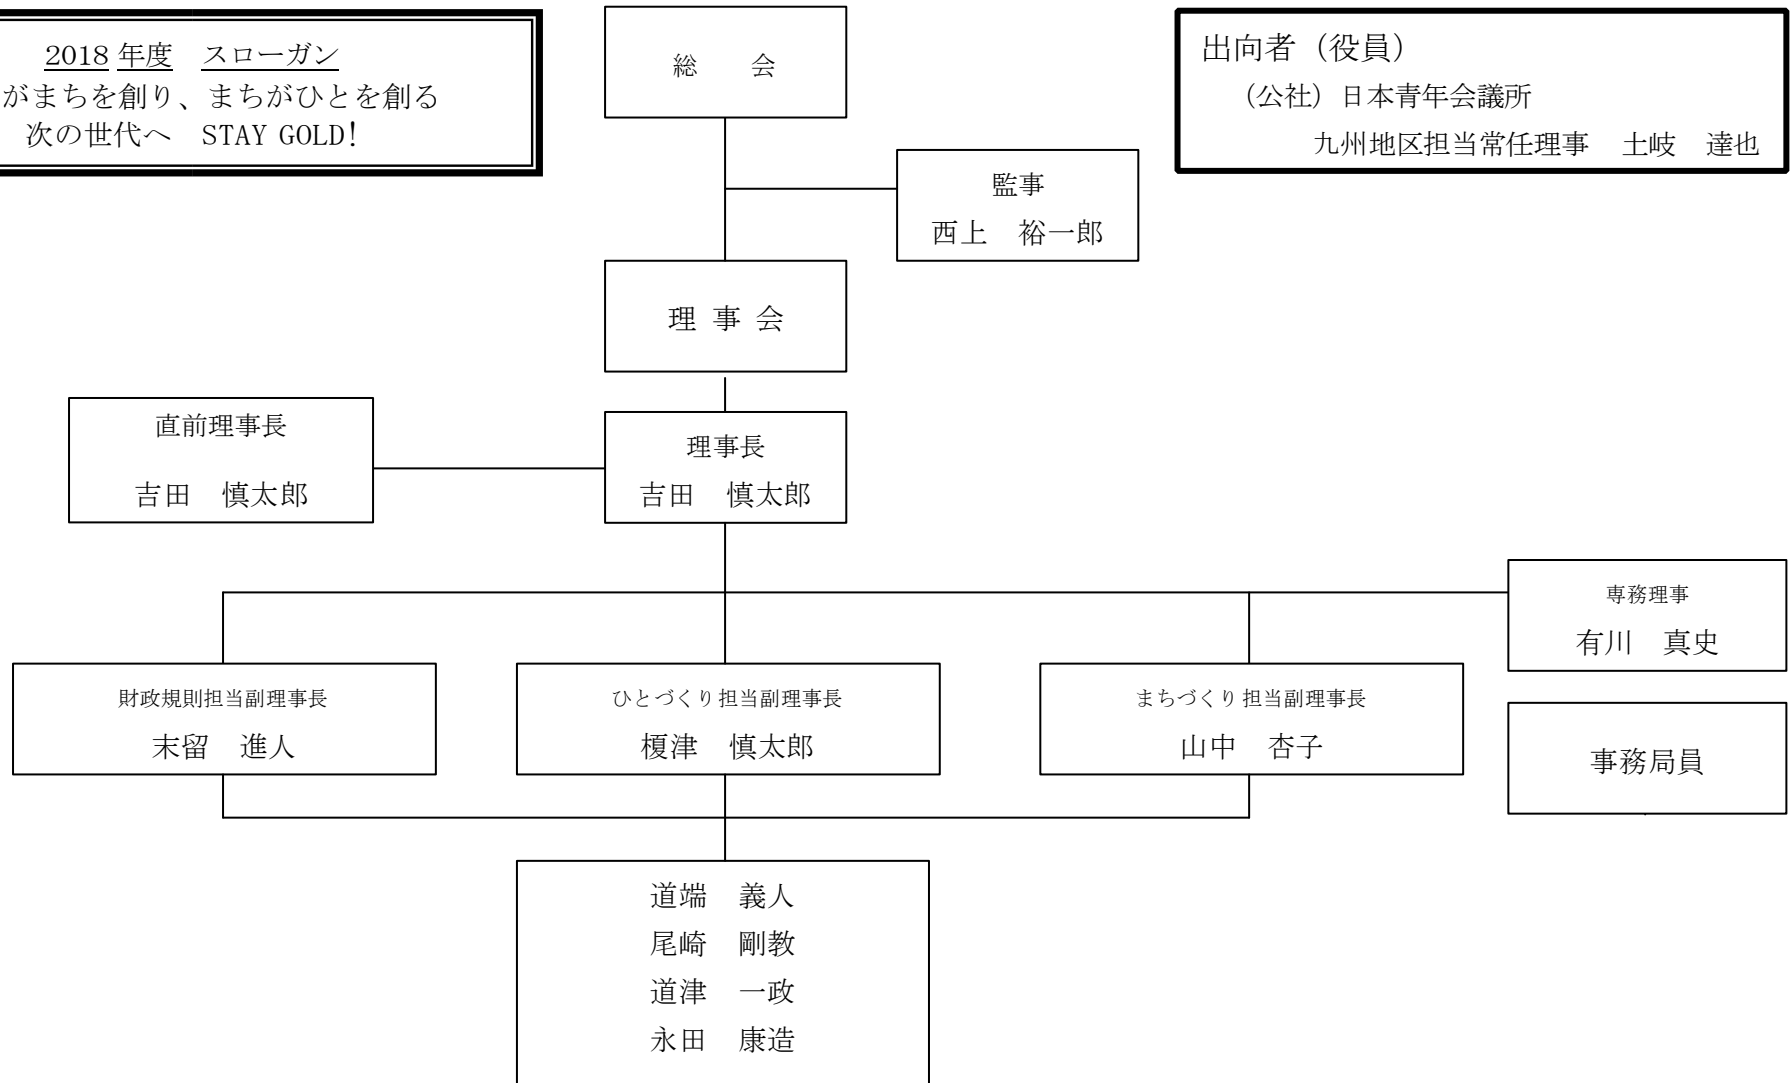 2018 年度　スローガン
がまちを創り、まちがひとを創る
次の世代へ　STAY GOLD!
総　会
出向者（役員）
（公社）日本青年会議所
九州地区担当常任理事　土岐　達也
監事
西上　裕一郎
理 事 会
直前理事長
吉田　慎太郎
理事長
吉田　慎太郎
専務理事
有川　真史
財政規則担当副理事長
末留　進人
ひとづくり担当副理事長
榎津　慎太郎
まちづくり担当副理事長
山中　杏子
事務局員
道端　義人
尾崎　剛教
道津　一政
永田　康造